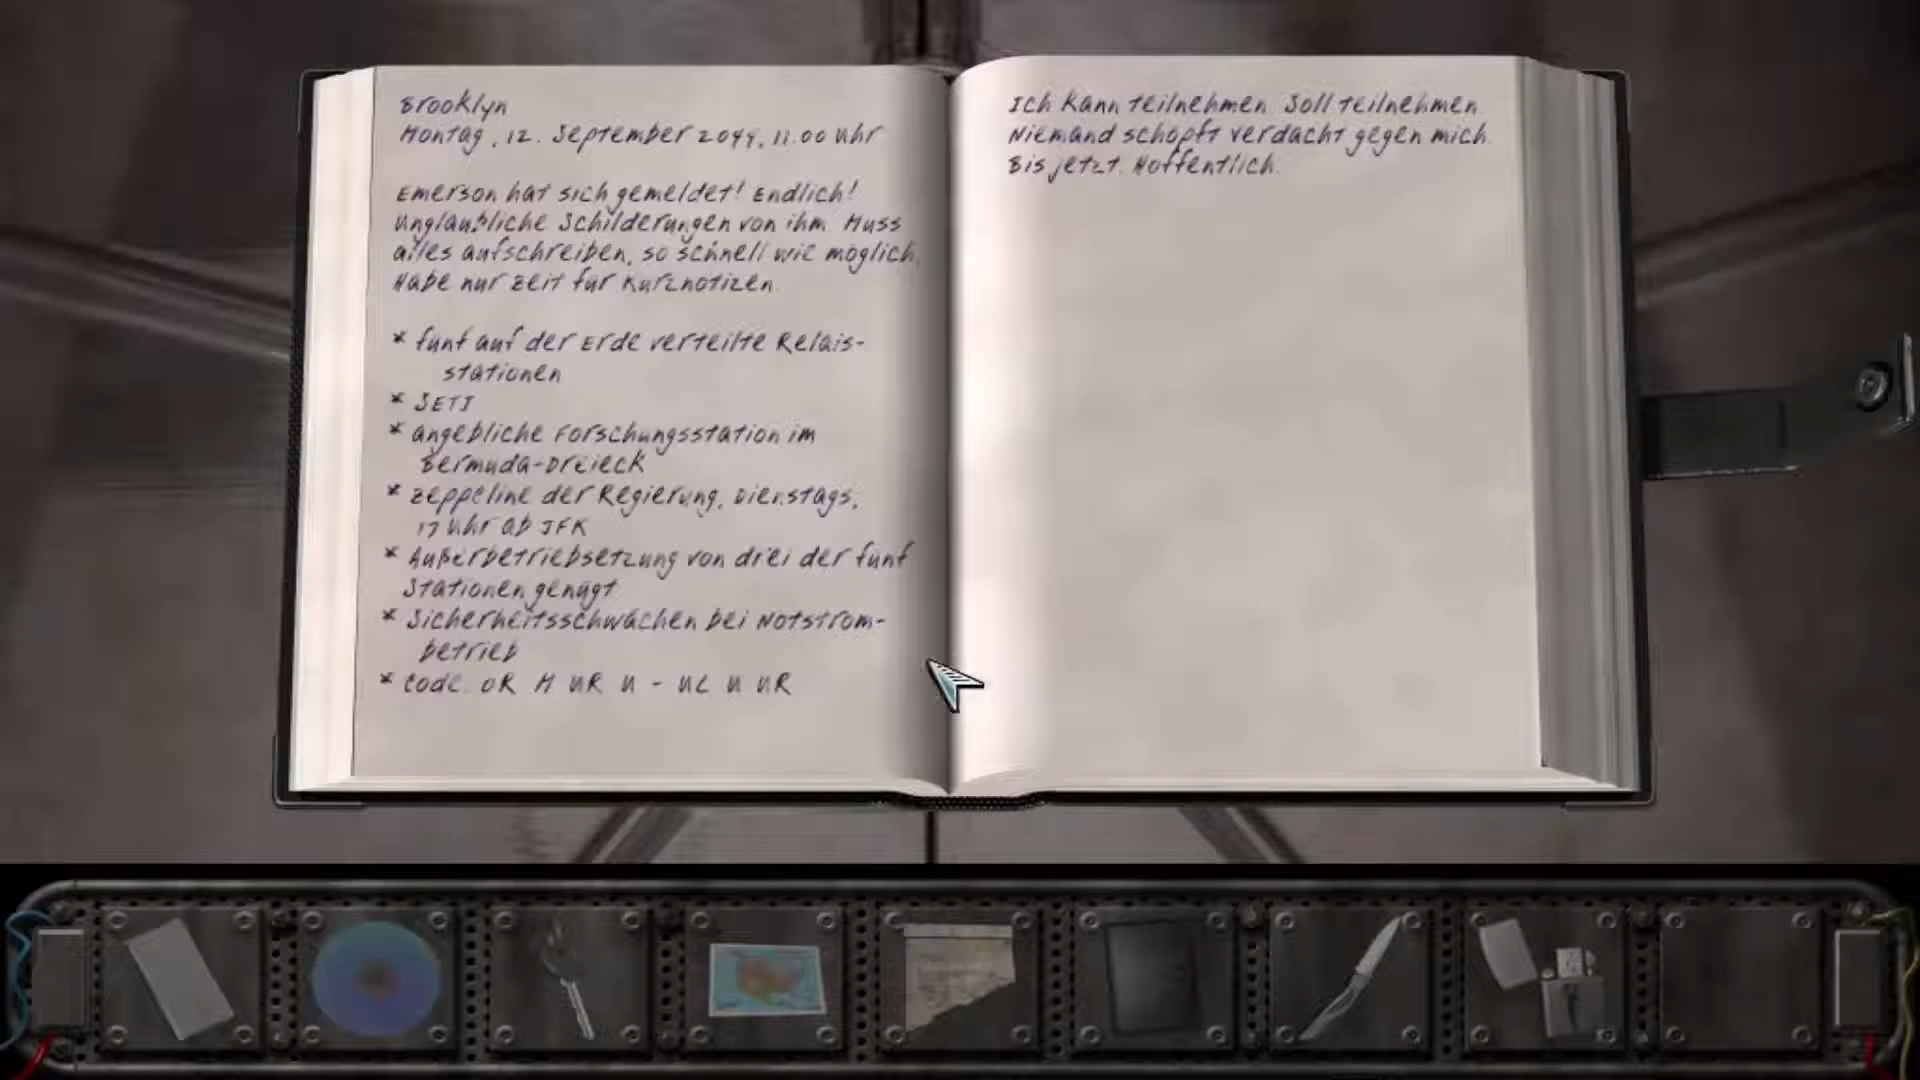 Brooklyn
Montag, 12. September 2044, 11.00 Uhr
Emerson hat sich gemeldet! Endlich!
Unglaubliche Schilderungen von ihm. Muss
alles aufschreiben, so schnell wie möglich.
Habe nur Zeit für Kurznotizen.
* fünf auf der Erde verteilte Relais-
stationen
* SETI
* angebliche Forschungsstation im
Bermuda-Dreieck
* Zeppeline der Regierung, Dienstags,
17 Uhr ab JFK
* Außerbetriebsetzung von drei der fünf
Stationen genügt
* Sicherheitsschwächen bei Notstrom-
betrieb
* Code: OR M UR U - UL U UR
Ich kann teilnehmen. Soll teilnehmen.
Niemand schöpft Verdacht gegen mich.
Bis jetzt. Hoffentlich.